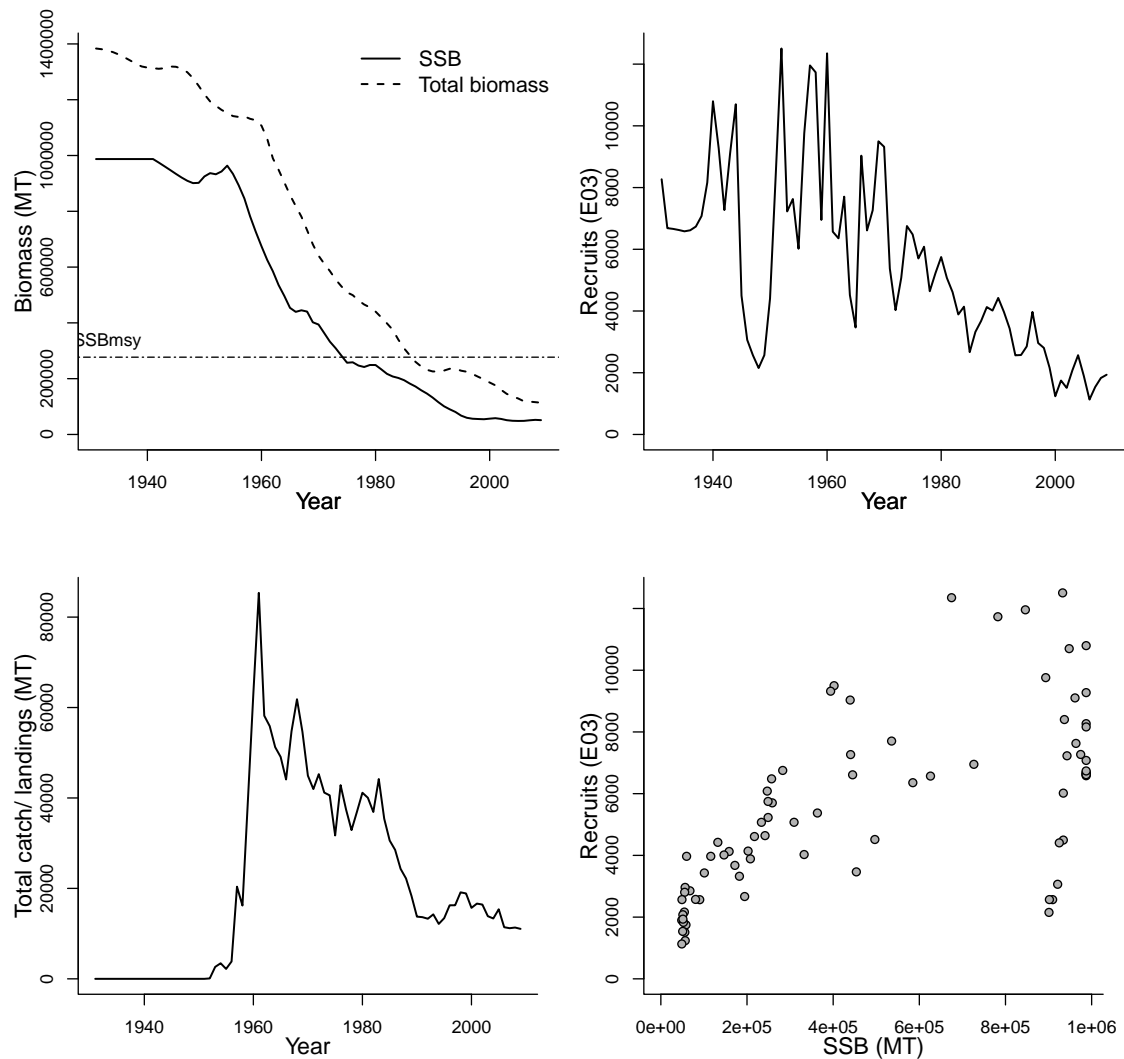 SSB
Total biomass
SSBmsy
Biomass (MT)
0
200000
600000
1000000
1400000
1940
1960
1980
2000
Year
Recruits (E03)
0
2000
4000
6000
8000
10000
1940
1960
1980
2000
Year
Total catch/ landings (MT)
0
20000
40000
60000
80000
1940
1960
1980
2000
Year
Recruits (E03)
0
2000
4000
6000
8000
10000
0e+00
2e+05
4e+05
6e+05
8e+05
1e+06
SSB (MT)